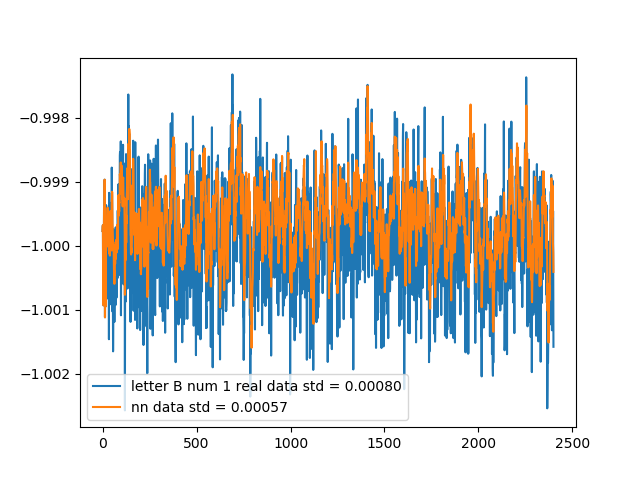 −0.998
−0.999
−1.000
−1.001
−1.002
letter B num 1 real data std = 0.00080
nn data std = 0.00057
0 500 1000 1500 2000 2500